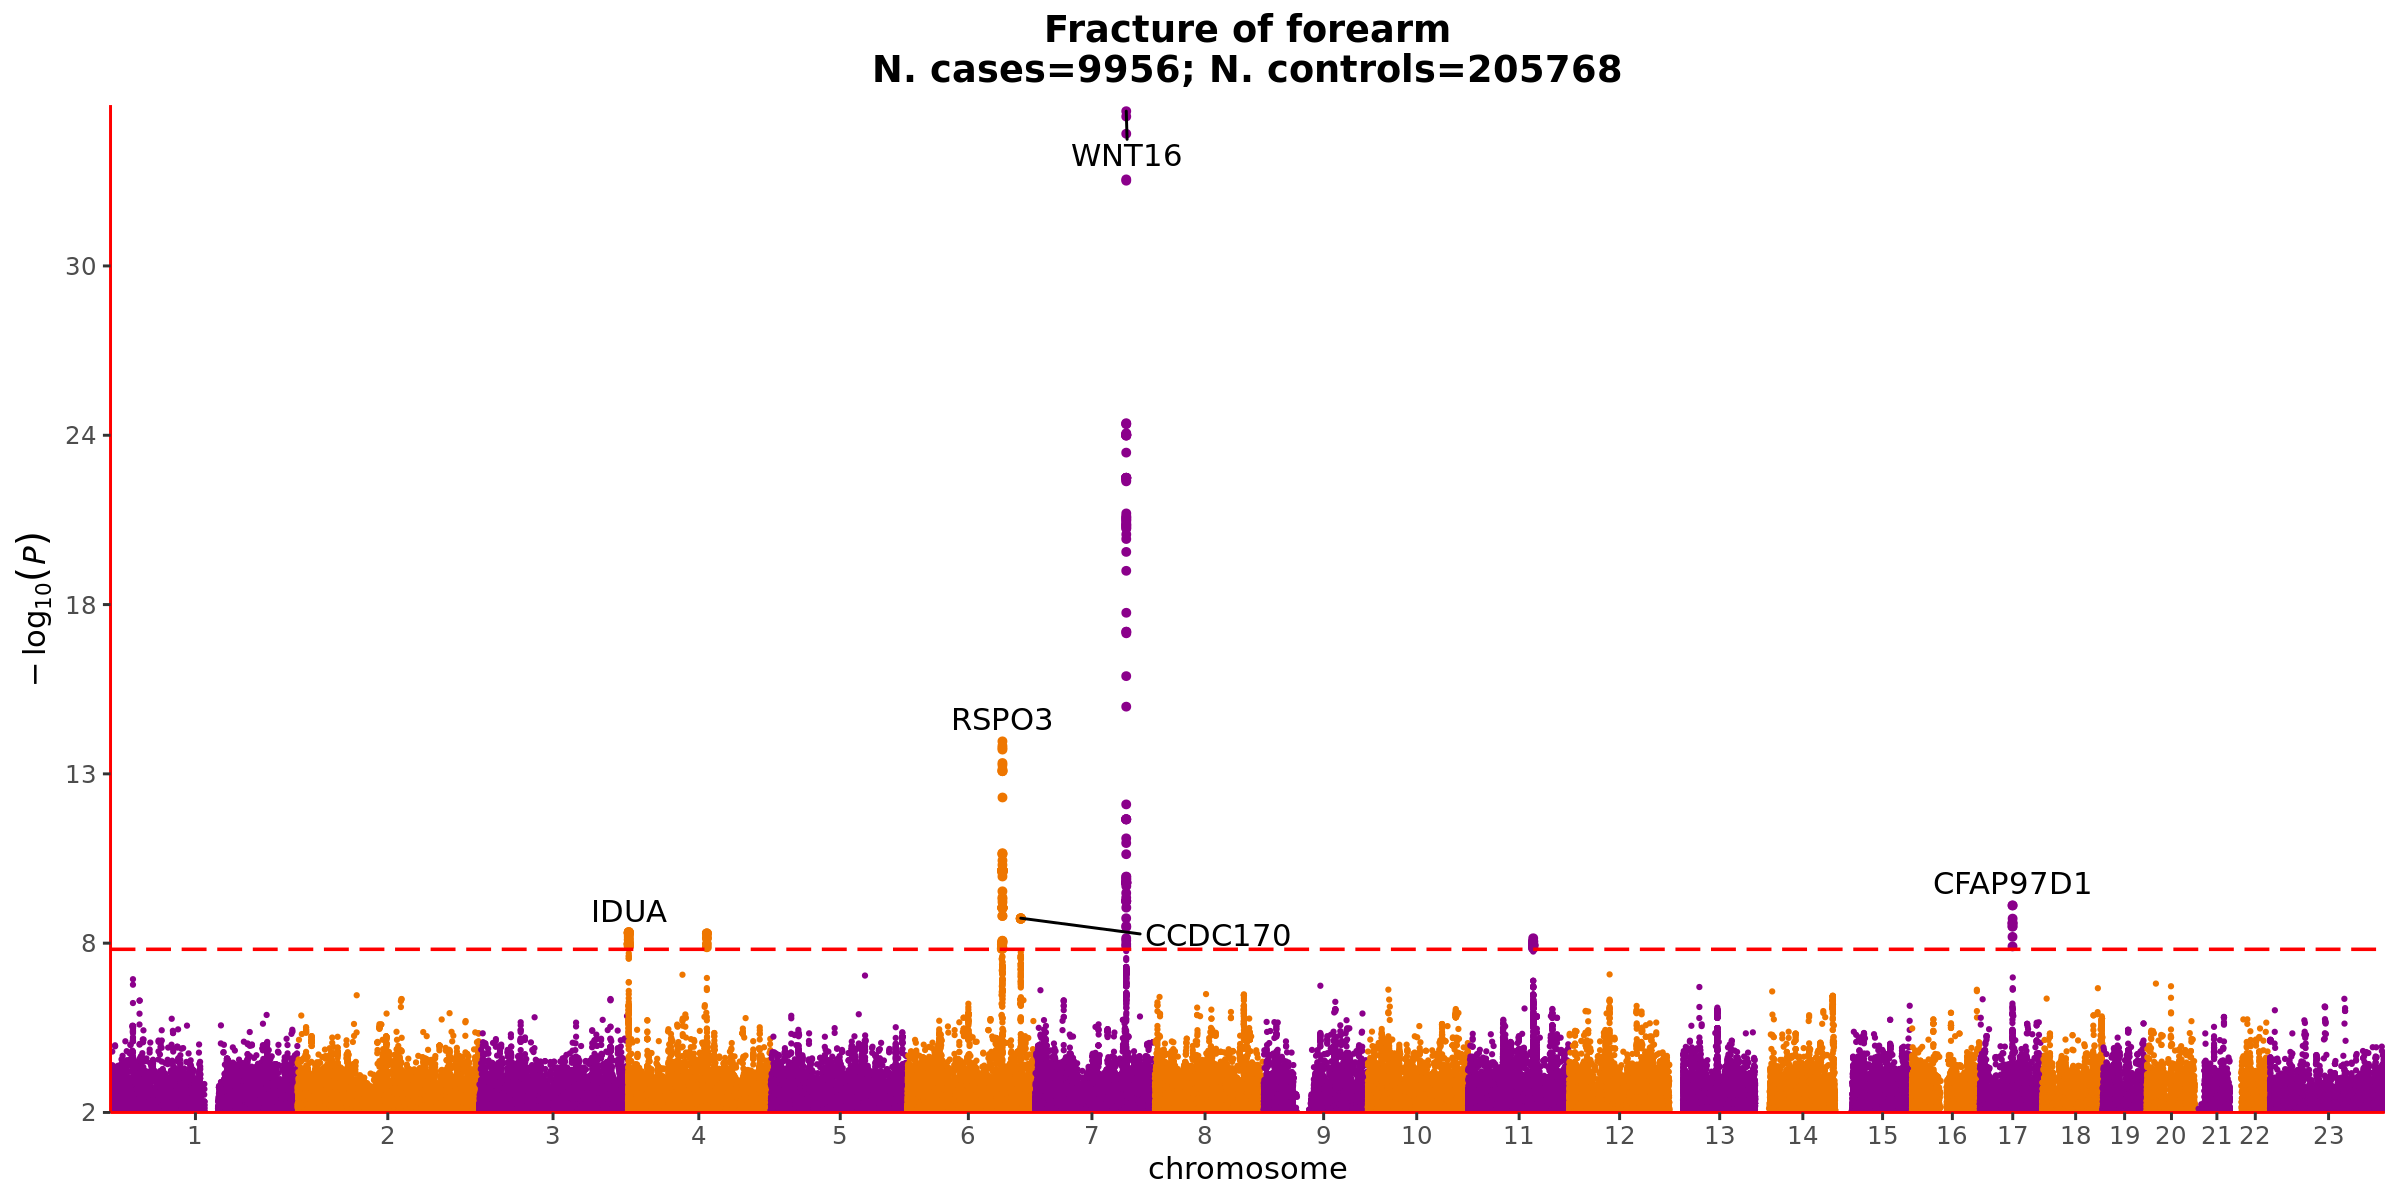 Fracture of forearm
N. cases=9956; N. controls=205768
WNT16
30
24
− log10(P)
18
RSPO3
13
CFAP97D1
IDUA
CCDC170
8
2
1 2 3 4 5 6 7 8 9 10 11 12 13 14 15 16 17 18 19 20 21 22 23
chromosome